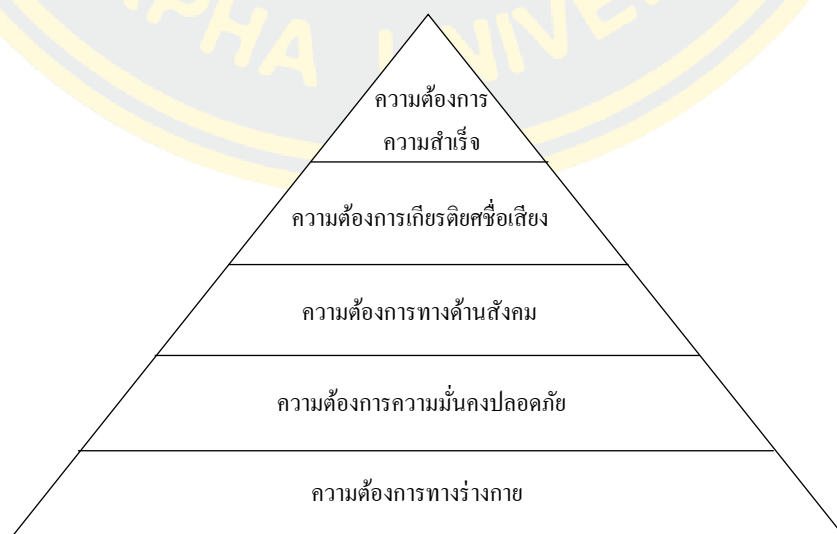 APHA UNIVE
ความต้องการ
ความสำเร็จ
ความต้องการเกียรติยศชื่อเสียง
ความต้องการทางด้านสังคม
ความต้องการความมั่นคงปลอดภัย
ความต้องการทางร่างกาย